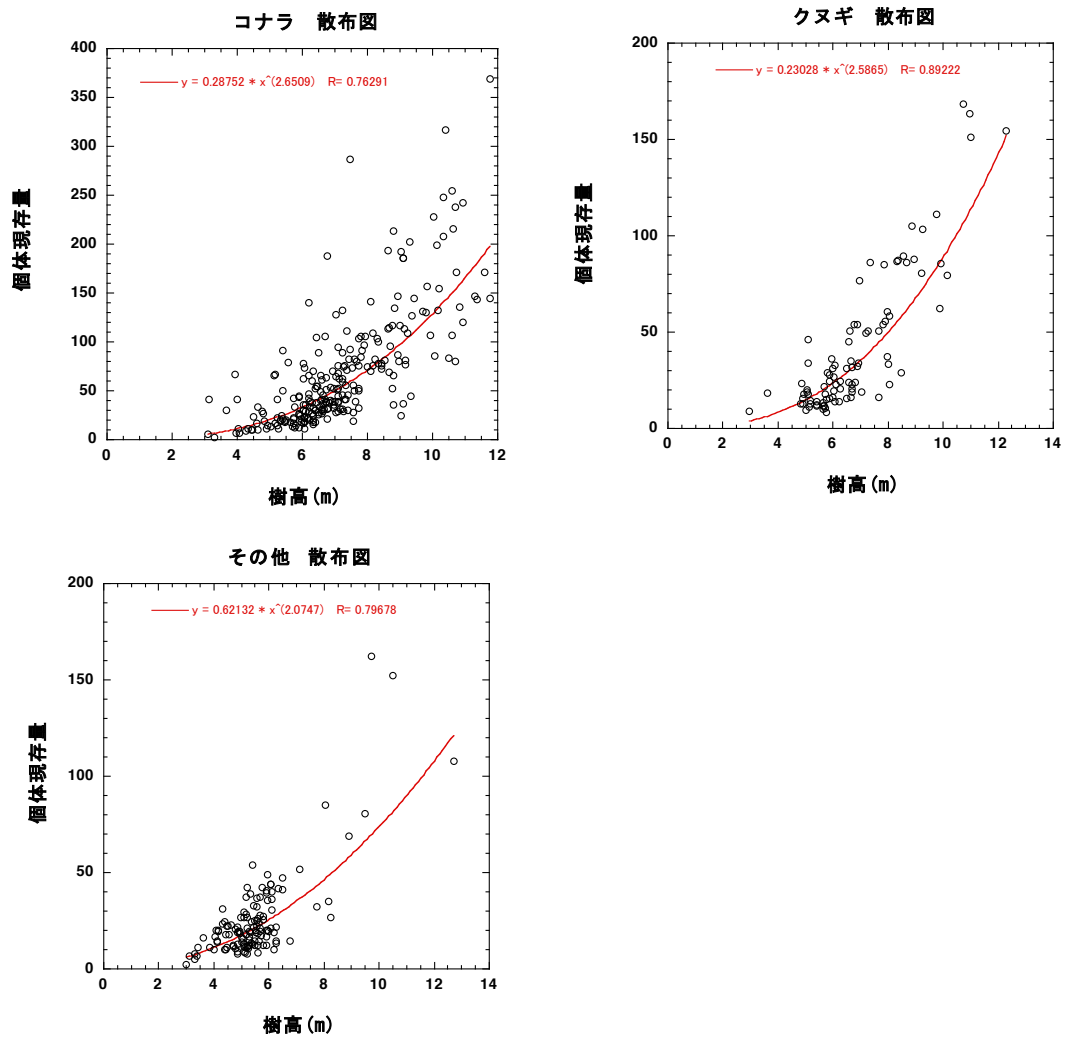 コナラ 散布図
y = 0.28752 * x^(2.6509) R= 0.76291
400
350
300
250
200
150
100
50
0
0 2 4 6 8 10 12
個体現存量
樹高(m)
クヌギ 散布図
y = 0.23028 * x^(2.5865) R= 0.89222
200
150
100
50
0
0 2 4 6 8 10 12 14
個体現存量
樹高(m)
その他 散布図
y = 0.62132 * x^(2.0747) R= 0.79678
200
150
100
50
0
0 2 4 6 8 10 12 14
個体現存量
樹高(m)